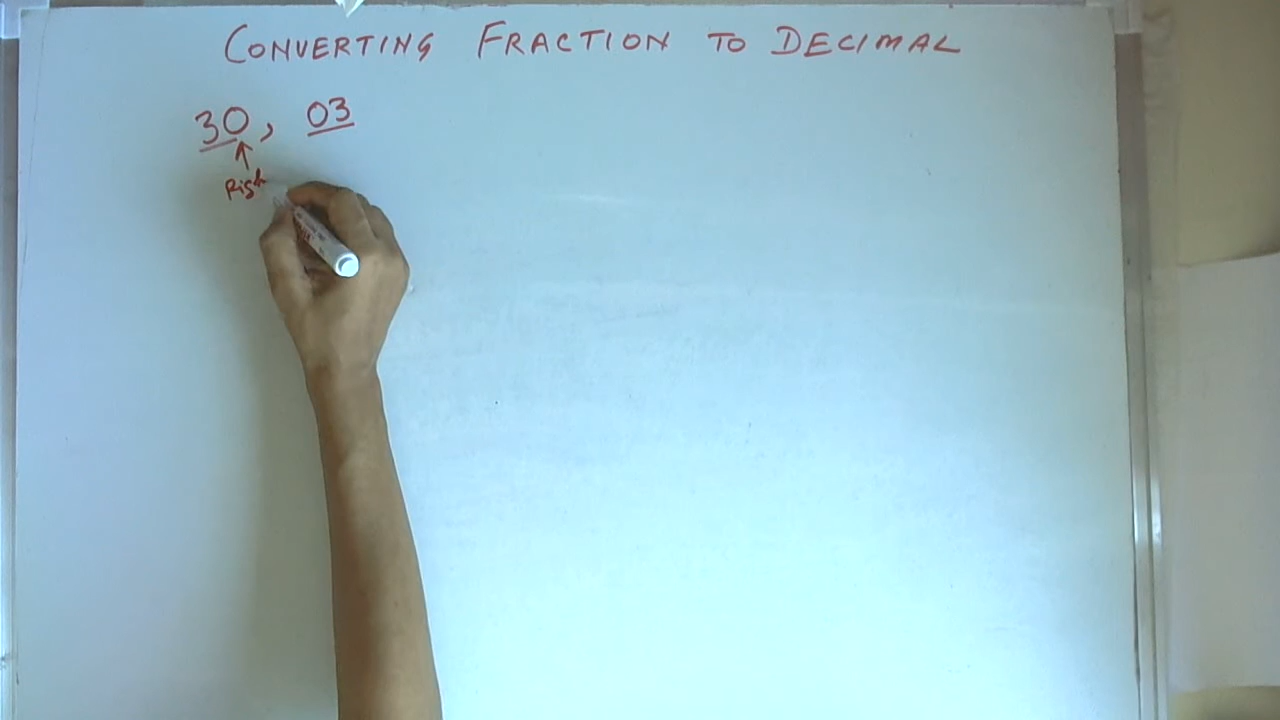 CONVERTING FRACTION TO DECIMAL
30, 03
↑
Righ